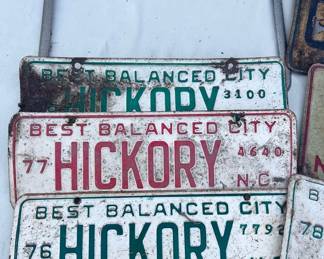 BEST BALANCED CITY
HICKORY 3100
BEST BALANCED CITY
77 HICKORY 4640
N.C.
BEST BALANCED CITY
76 HICKORY 7792
B
78